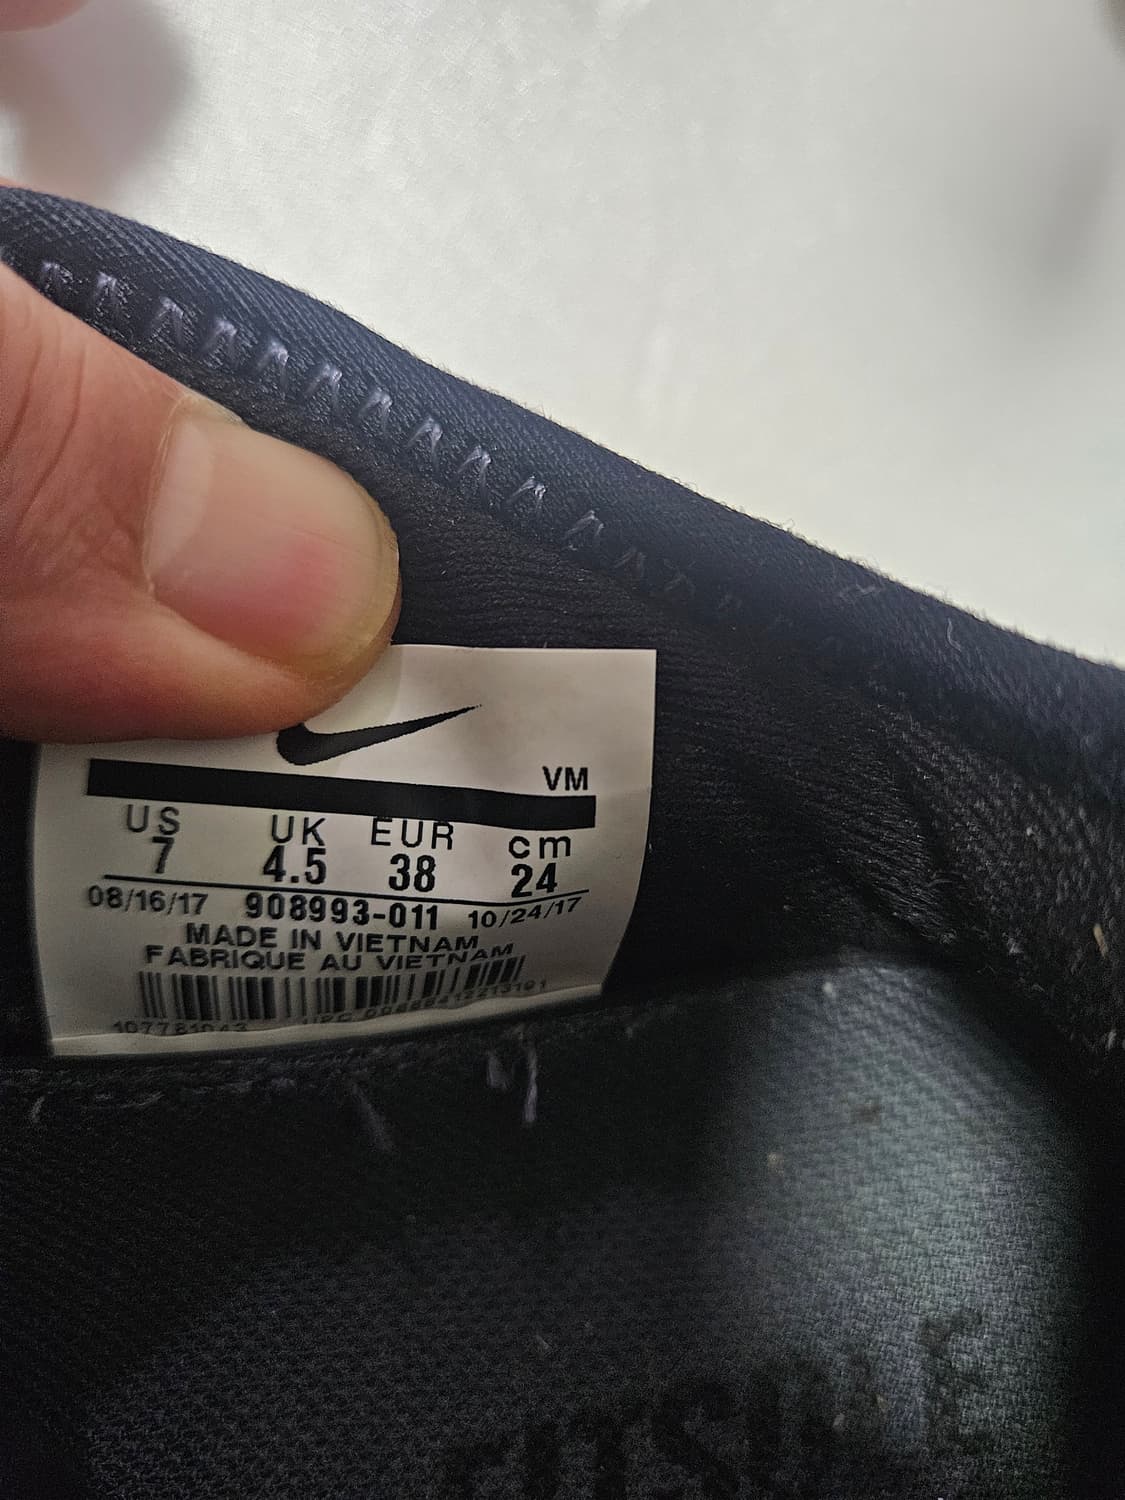 VM
US UK EUR cm
7 4.5 38 24
08/16/17 908993-011 10/24/17
MADE IN VIETNAM
FABRIQUE AU VIETNAM
FITSOLE